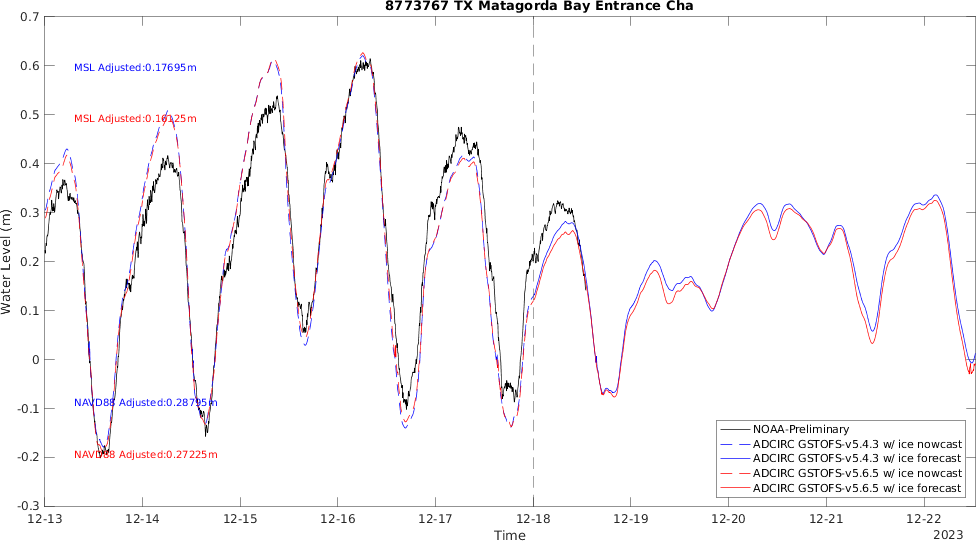 8773767 TX Matagorda Bay Entrance Cha
0.7
0.6
0.5
0.4
0.3
0.2
0.1
0
-0.1
-0.2
-0.3
Water Level (m)
MSL Adjusted:0.17695m
MSL Adjusted:0.16125m
NAVD88 Adjusted:0.28795m
NAVD88 Adjusted:0.27225m
NOAA-Preliminary
ADCIRC GSTOFS-v5.4.3 w/ ice nowcast
ADCIRC GSTOFS-v5.4.3 w/ ice forecast
ADCIRC GSTOFS-v5.6.5 w/ ice nowcast
ADCIRC GSTOFS-v5.6.5 w/ ice forecast
12-13 12-14 12-15 12-16 12-17 12-18 12-19 12-20 12-21 12-22
Time
2023